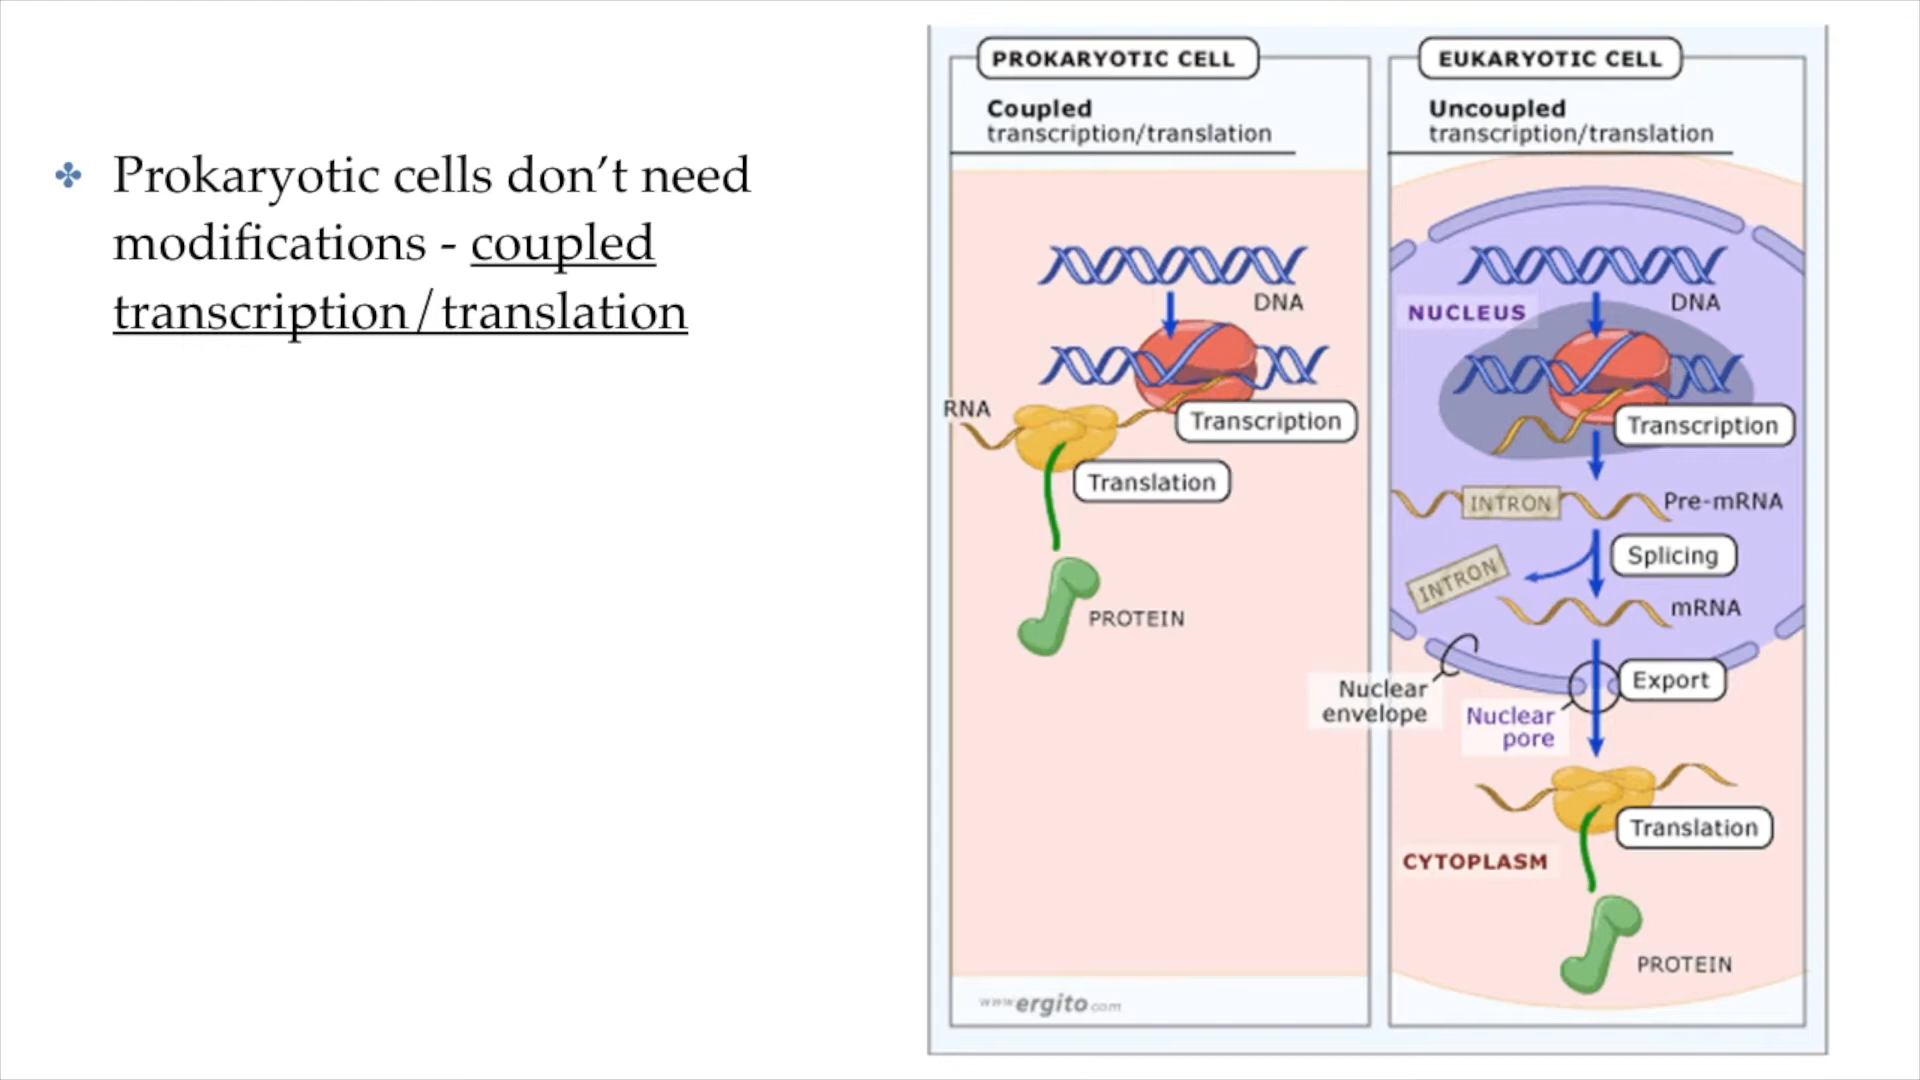 Prokaryotic cells don’t need
modifications - coupled
transcription/translation
PROKARYOTIC CELL
Coupled
transcription/translation
DNA
RNA
Transcription
Translation
PROTEIN
www.ergito.com
EUKARYOTIC CELL
Uncoupled
transcription/translation
NUCLEUS
DNA
Transcription
INTRON
Pre-mRNA
Splicing
INTRON
mRNA
Nuclear
envelope
Export
Nuclear
pore
Translation
CYTOPLASM
PROTEIN